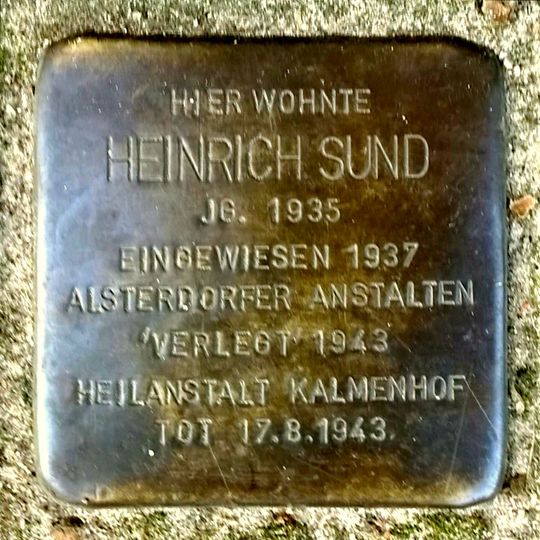 HIER WOHNTE
HEINRICH SUND
JG. 1935
EINGEWIESEN 1937
ALSTERDORFER ANSTALTEN
'VERLEGT' 1943
HEILANSTALT KALMENHOF
TOT 17.8.1943